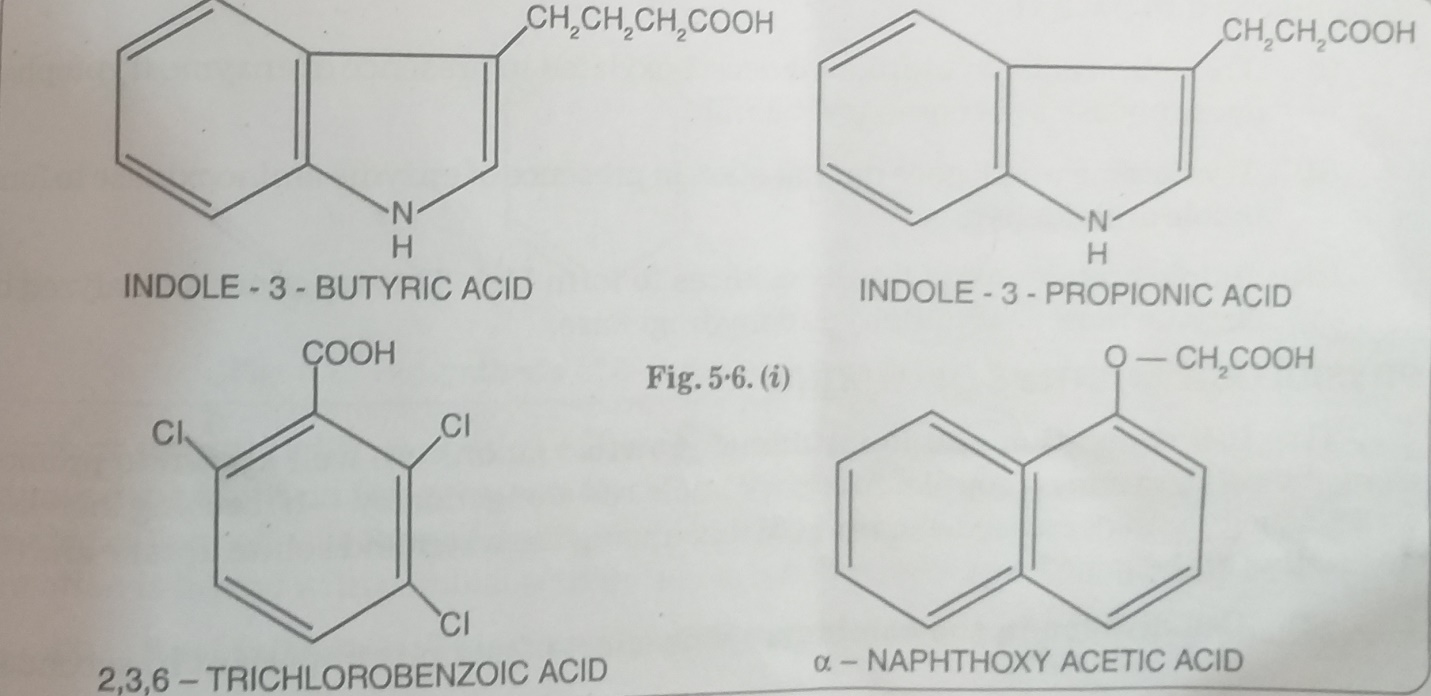 CH₂CH₂CH₂COOH
CH₂CH₂COOH
N
H
N
H
INDOLE - 3 - BUTYRIC ACID
INDOLE - 3 - PROPIONIC ACID
COOH
Fig. 5·6. (i)
O — CH₂COOH
Cl
Cl
Cl
2,3,6 – TRICHLOROBENZOIC ACID
α – NAPHTHOXY ACETIC ACID